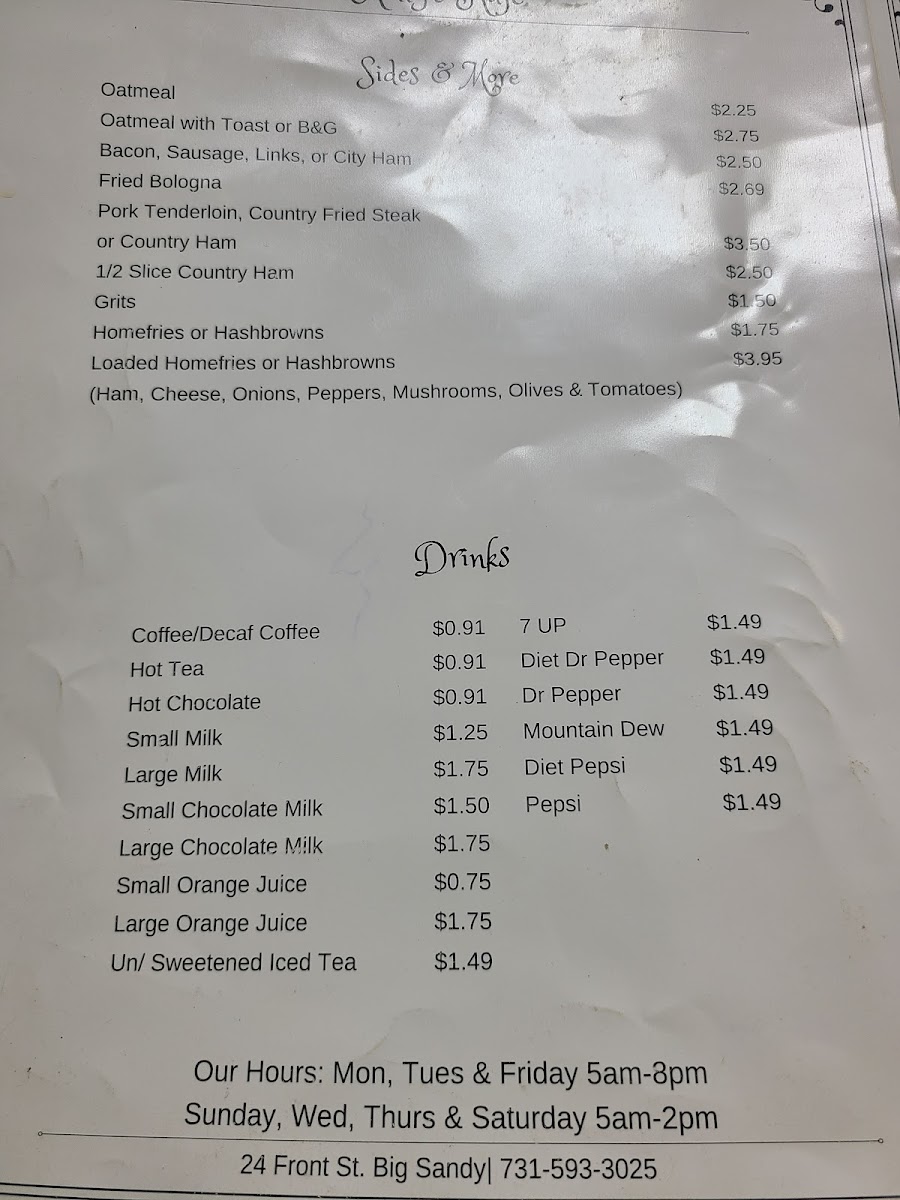 Sides & More
Oatmeal $2.25
Oatmeal with Toast or B&G $2.75
Bacon, Sausage, Links, or City Ham $2.50
Fried Bologna $2.69
Pork Tenderloin, Country Fried Steak
or Country Ham $3.50
1/2 Slice Country Ham $2.50
Grits $1.50
Homefries or Hashbrowns $1.75
Loaded Homefries or Hashbrowns $3.95
(Ham, Cheese, Onions, Peppers, Mushrooms, Olives & Tomatoes)
Drinks
Coffee/Decaf Coffee $0.91 7 UP $1.49
Hot Tea $0.91 Diet Dr Pepper $1.49
Hot Chocolate $0.91 Dr Pepper $1.49
Small Milk $1.25 Mountain Dew $1.49
Large Milk $1.75 Diet Pepsi $1.49
Small Chocolate Milk $1.50 Pepsi $1.49
Large Chocolate Milk $1.75
Small Orange Juice $0.75
Large Orange Juice $1.75
Un/ Sweetened Iced Tea $1.49
Our Hours: Mon, Tues & Friday 5am-8pm
Sunday, Wed, Thurs & Saturday 5am-2pm
24 Front St. Big Sandy| 731-593-3025